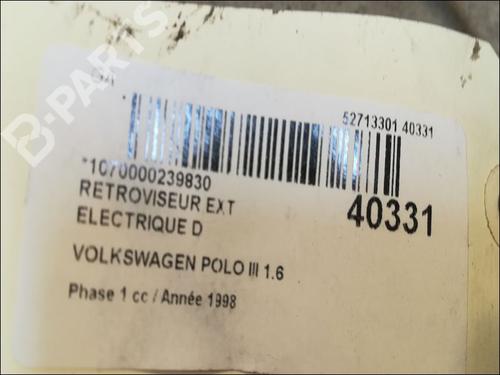 B-PARTS
52713301 40331
*1070000239830
RETROVISEUR EXT
ELECTRIQUE D
40331
VOLKSWAGEN POLO III 1.6
Phase 1 cc / Année 1998